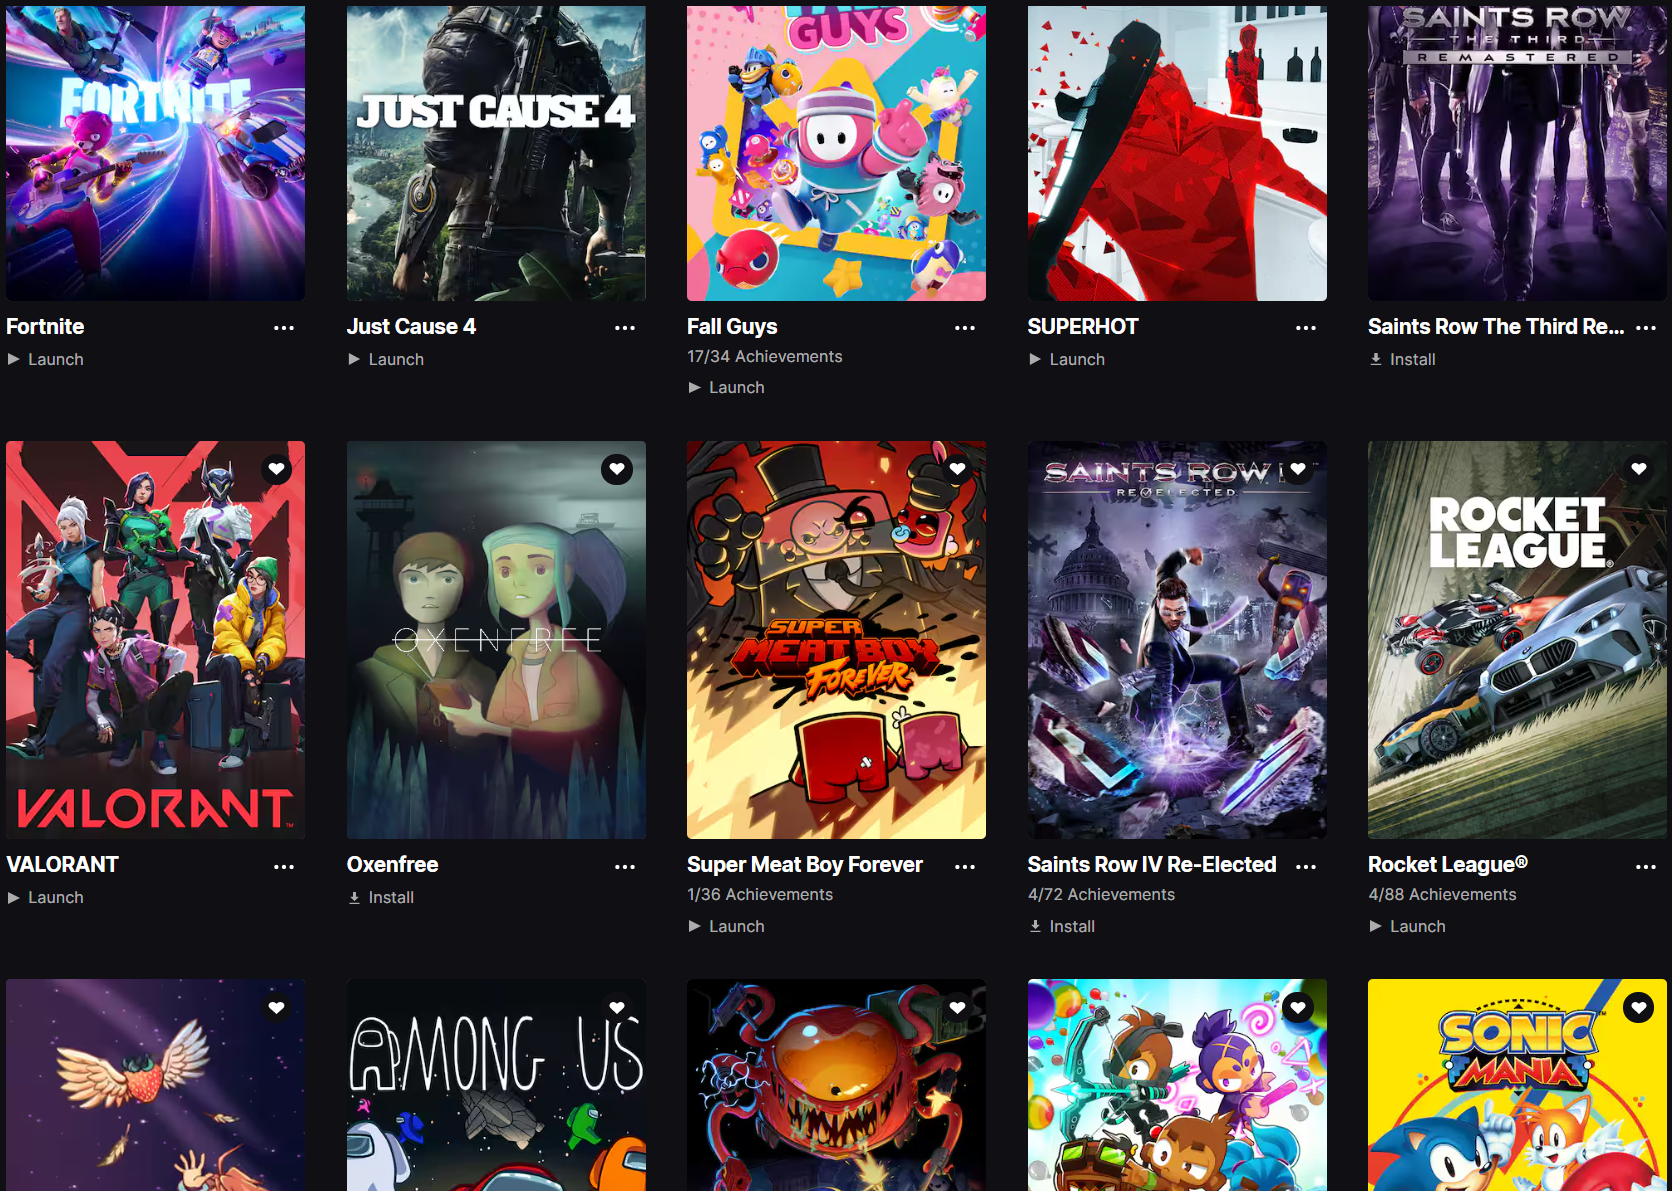 FORTNITE
JUST CAUSE 4
GUYS
SAINTS ROW
THE THIRD
REMASTERED
Fortnite
Just Cause 4
Fall Guys
SUPERHOT
Saints Row The Third Re...
Launch
Launch
17/34 Achievements
Launch
Launch
Install
VALORANT
OXENFREE
SUPER
MEAT BOY
FOREVER
SAINTS ROW
RE-ELECTED
ROCKET
LEAGUE®
VALORANT
Oxenfree
Super Meat Boy Forever
Saints Row IV Re-Elected
Rocket League®
Launch
Install
1/36 Achievements
Launch
4/72 Achievements
Install
4/88 Achievements
Launch
AMONG US
SONIC
MANIA